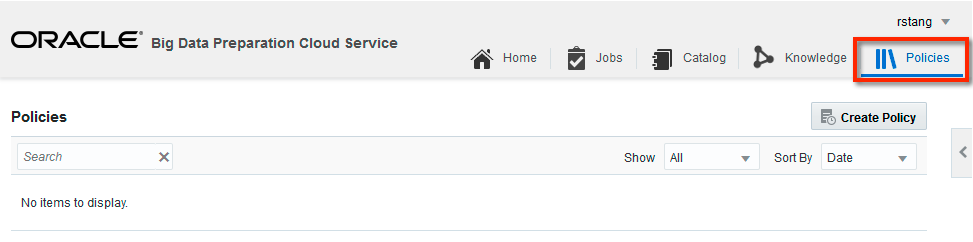 rstang
ORACLE® Big Data Preparation Cloud Service
Home Jobs Catalog Knowledge Policies
Policies Create Policy
Search Show All Sort By Date
No items to display.